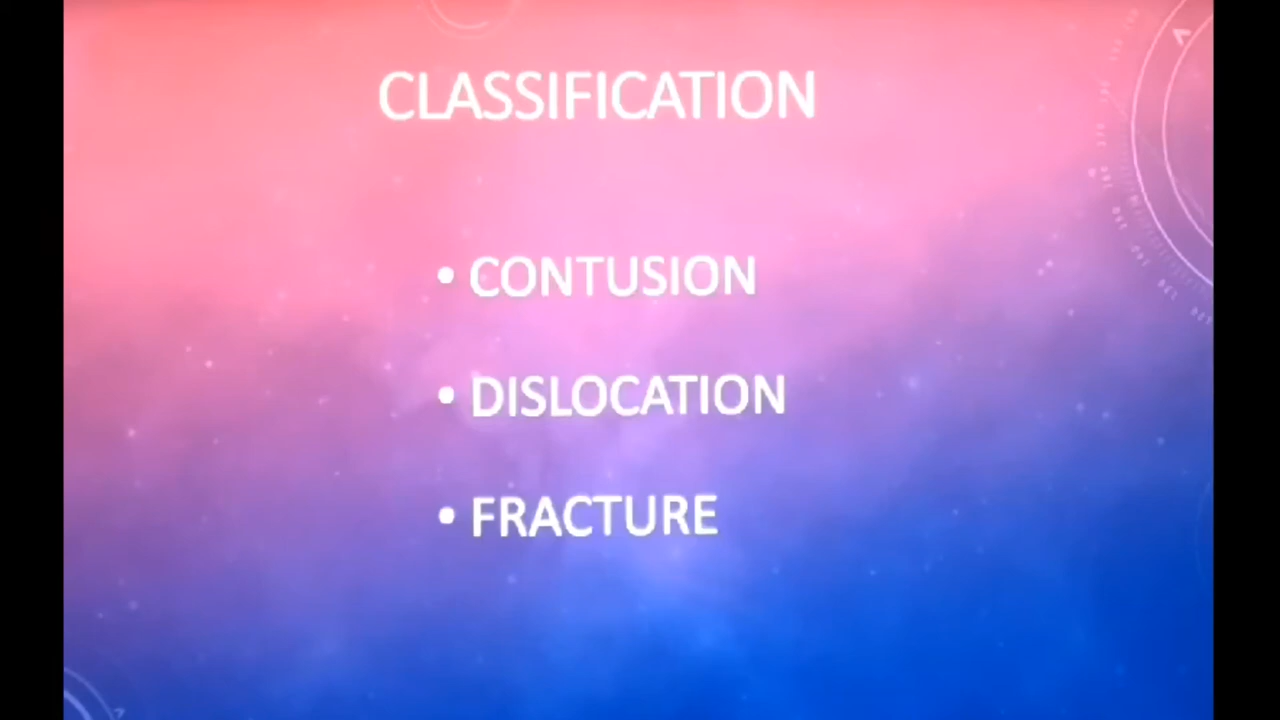 CLASSIFICATION
• CONTUSION
• DISLOCATION
• FRACTURE